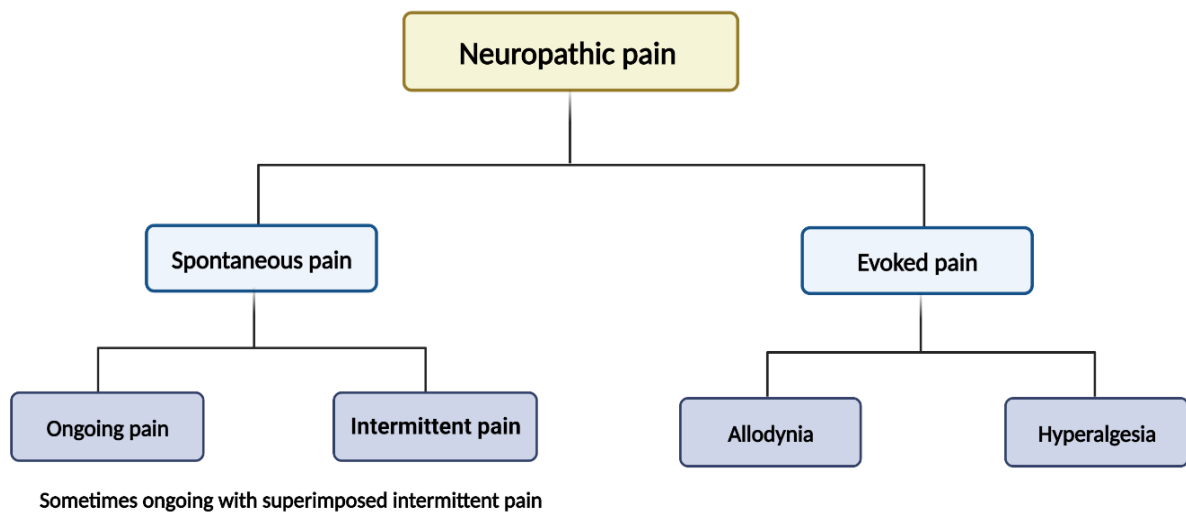 Neuropathic pain
Spontaneous pain
Evoked pain
Ongoing pain
Intermittent pain
Allodynia
Hyperalgesia
Sometimes ongoing with superimposed intermittent pain